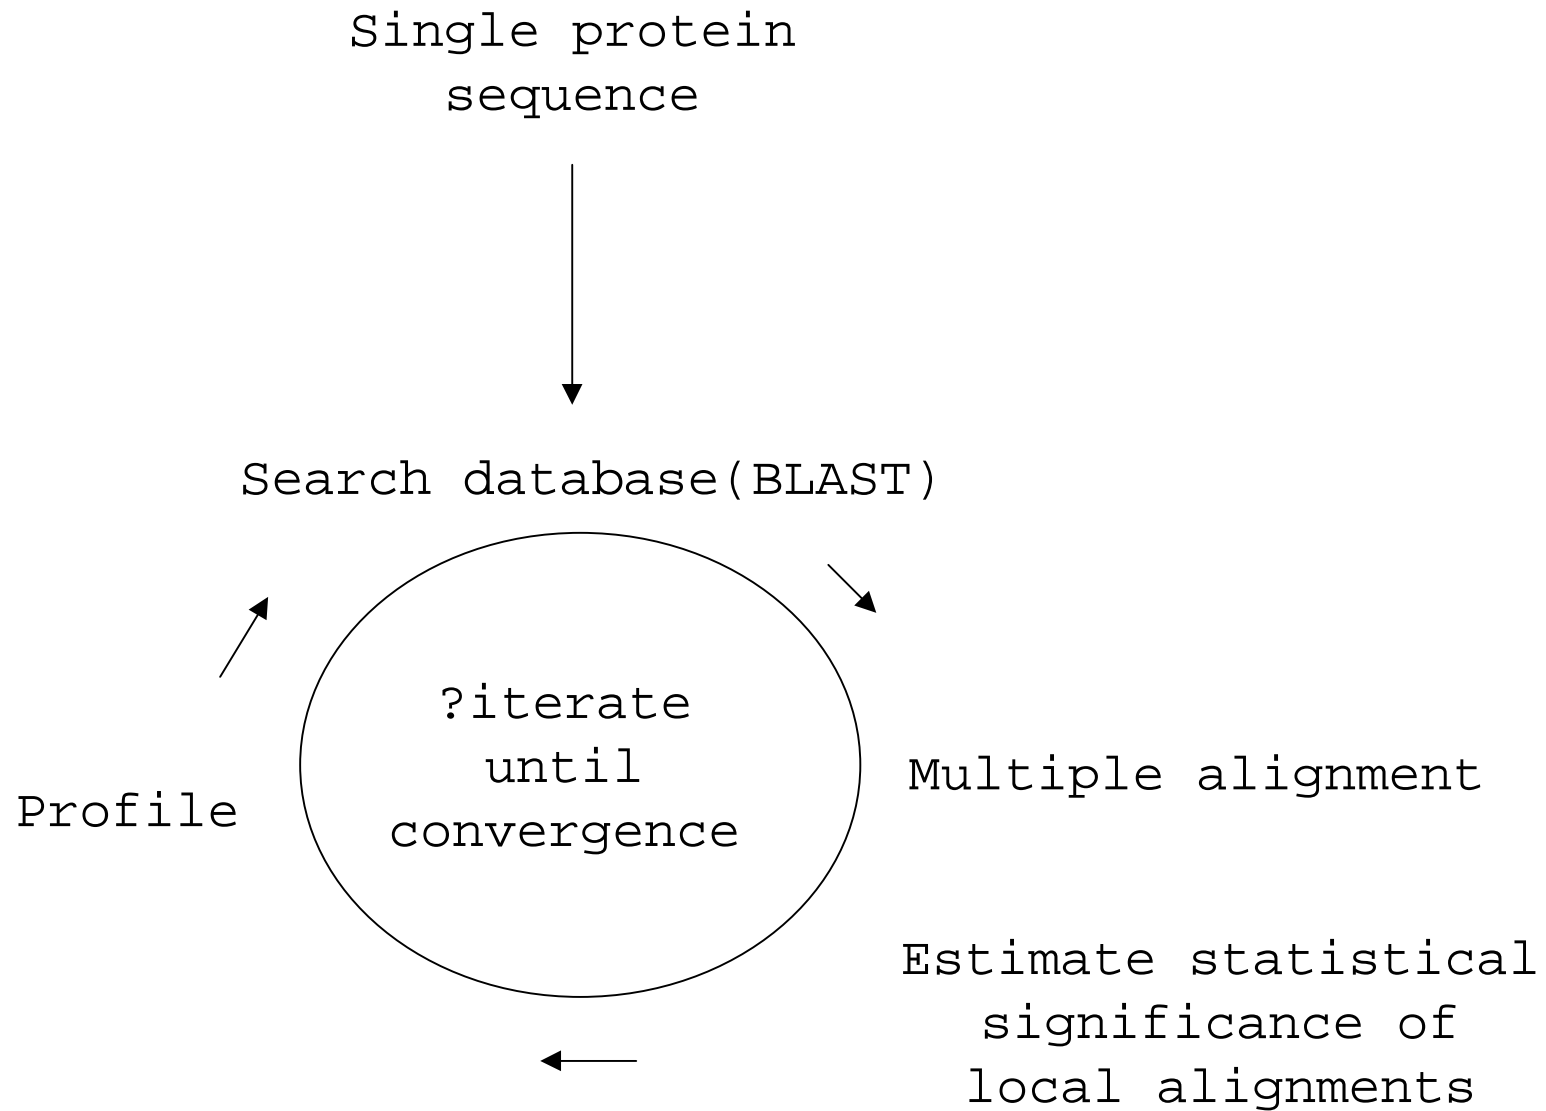 Single protein
sequence
Search database(BLAST)
?iterate
until
convergence
Multiple alignment
Profile
Estimate statistical
significance of
local alignments